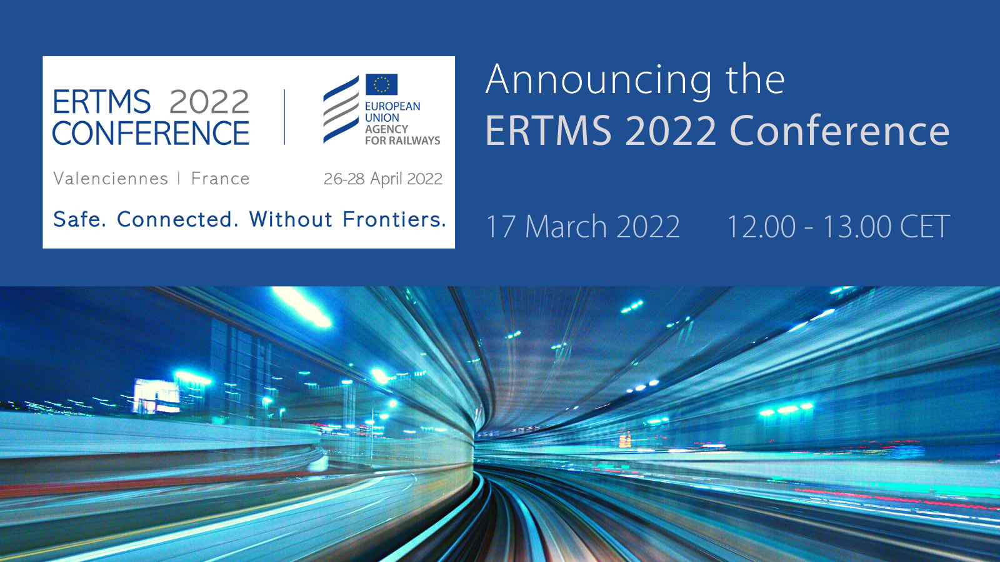 ERTMS 2022
CONFERENCE
EUROPEAN
UNION
AGENCY
FOR RAILWAYS
Valenciennes | France
26-28 April 2022
Safe. Connected. Without Frontiers.
Announcing the
ERTMS 2022 Conference
17 March 2022
12.00 - 13.00 CET